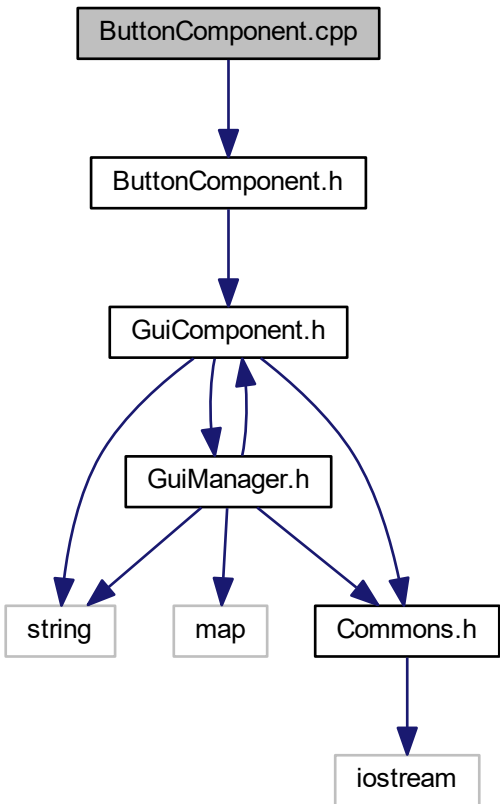 ButtonComponent.cpp
ButtonComponent.h
GuiComponent.h
GuiManager.h
string
map
Commons.h
iostream